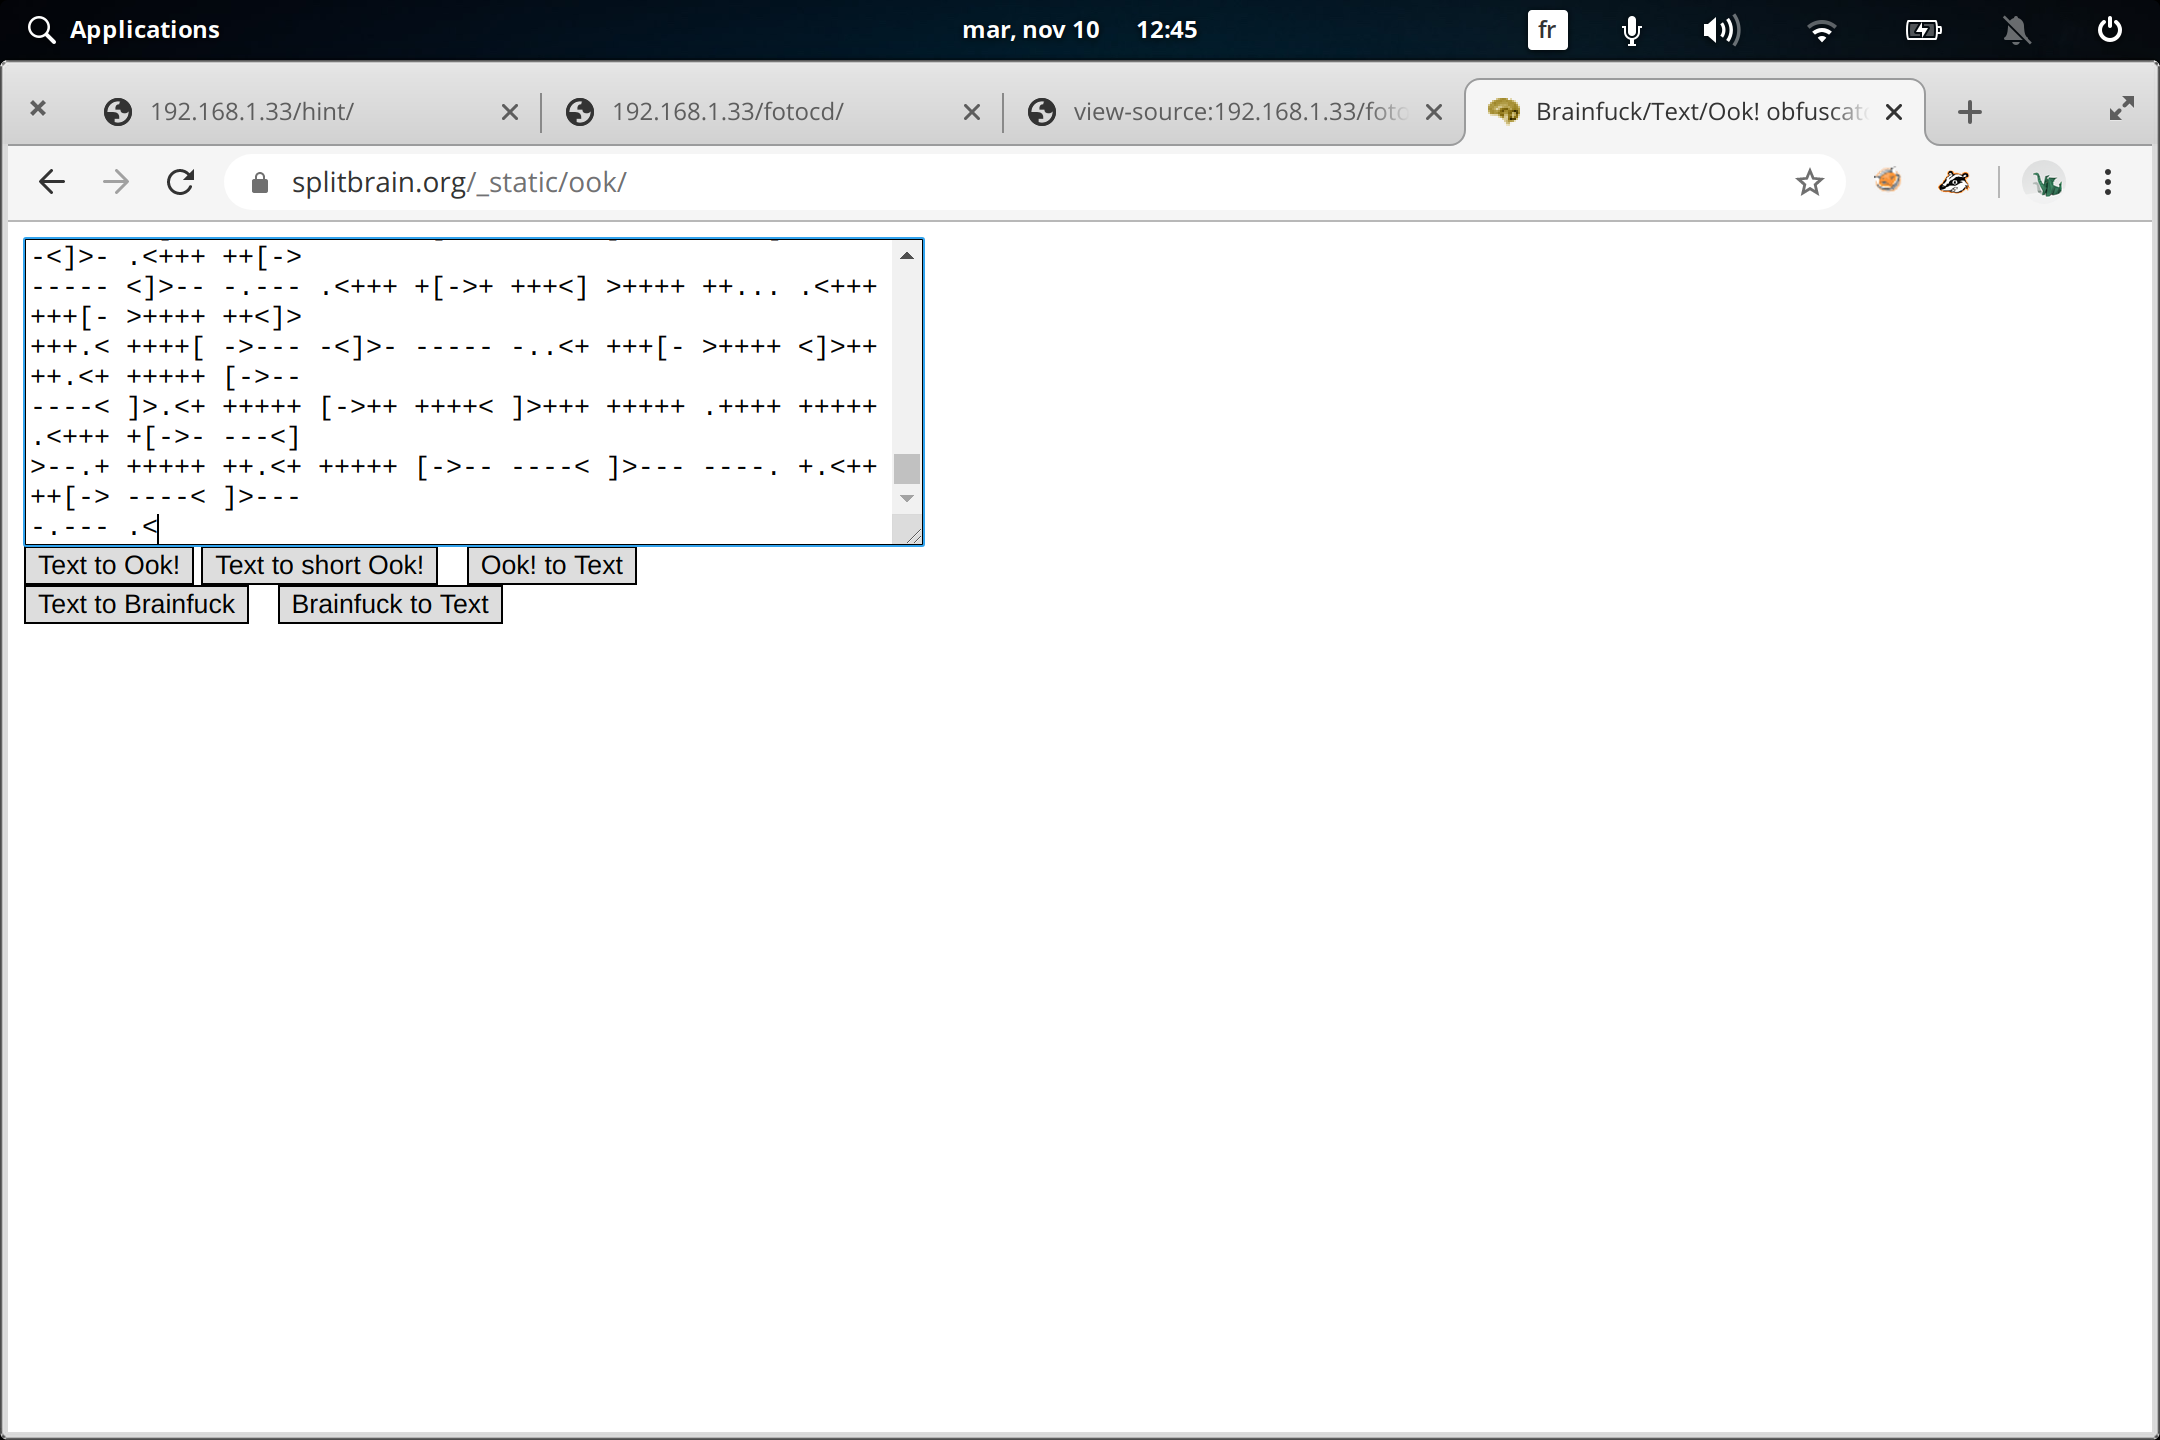 Applications
mar, nov 10 12:45
fr
192.168.1.33/hint/
192.168.1.33/fotocd/
view-source:192.168.1.33/foto
Brainfuck/Text/Ook! obfuscat
splitbrain.org/_static/ook/
-<]>- .<+++ ++[->
----- <]>-- -.--- .<+++ +[->+ +++<] >++++ ++... .<+++
+++[- >++++ ++<]>
+++.< ++++[ ->--- -<]>- ----- -..<+ +++[- >++++ <]>++
++.<+ +++++ [->--
----< ]>.<+ +++++ [->++ ++++< ]>+++ +++++ .++++ +++++
.<+++ +[->- ---<]
>--.+ +++++ ++.<+ +++++ [->-- ----< ]>--- ----. +.<++
++[-> ----< ]>---
-.--- .<
Text to Ook! Text to short Ook! Ook! to Text
Text to Brainfuck Brainfuck to Text